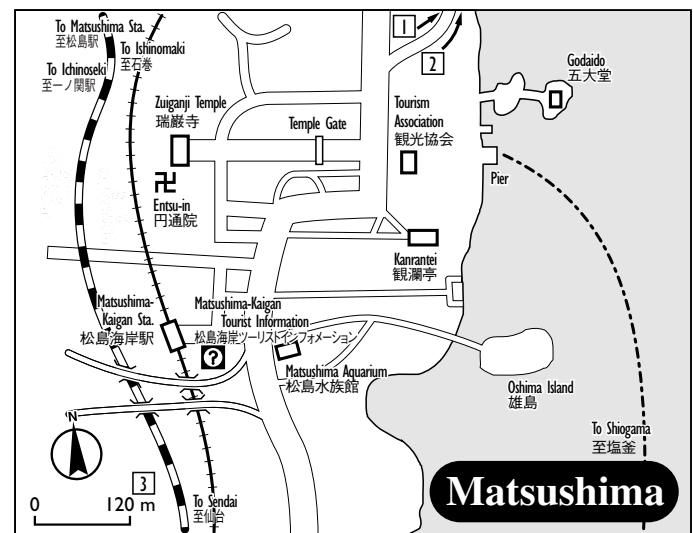 To Matsushima Sta.
至松島駅
To Ishinomaki
至石巻
To Ichinoseki
至一ノ関駅
1
2
Godaido
五大堂
Zuiganji Temple
瑞巌寺
Temple Gate
Tourism
Association
観光協会
Pier
卍
Entsu-in
円通院
Kanrantei
観瀾亭
Matsushima-
Kaigan Sta.
松島海岸駅
Matsushima-Kaigan
Tourist Information
松島海岸ツーリストインフォメーション
?
Matsushima Aquarium
松島水族館
Oshima Island
雄島
To Shiogama
至塩釜
N
3
0 120 m
To Sendai
至仙台
Matsushima